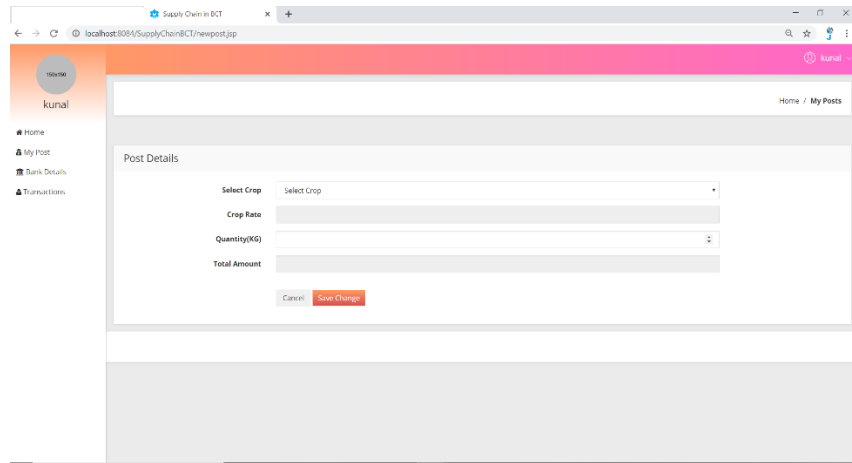 Supply Chain in BCT
localhost:8084/SupplyChainBCT/newpost.jsp
kunal
150x150
kunal
Home / My Posts
Home
My Post
Bank Details
Transactions
Post Details
Select Crop Select Crop
Crop Rate
Quantity(KG)
Total Amount
Cancel Save Change